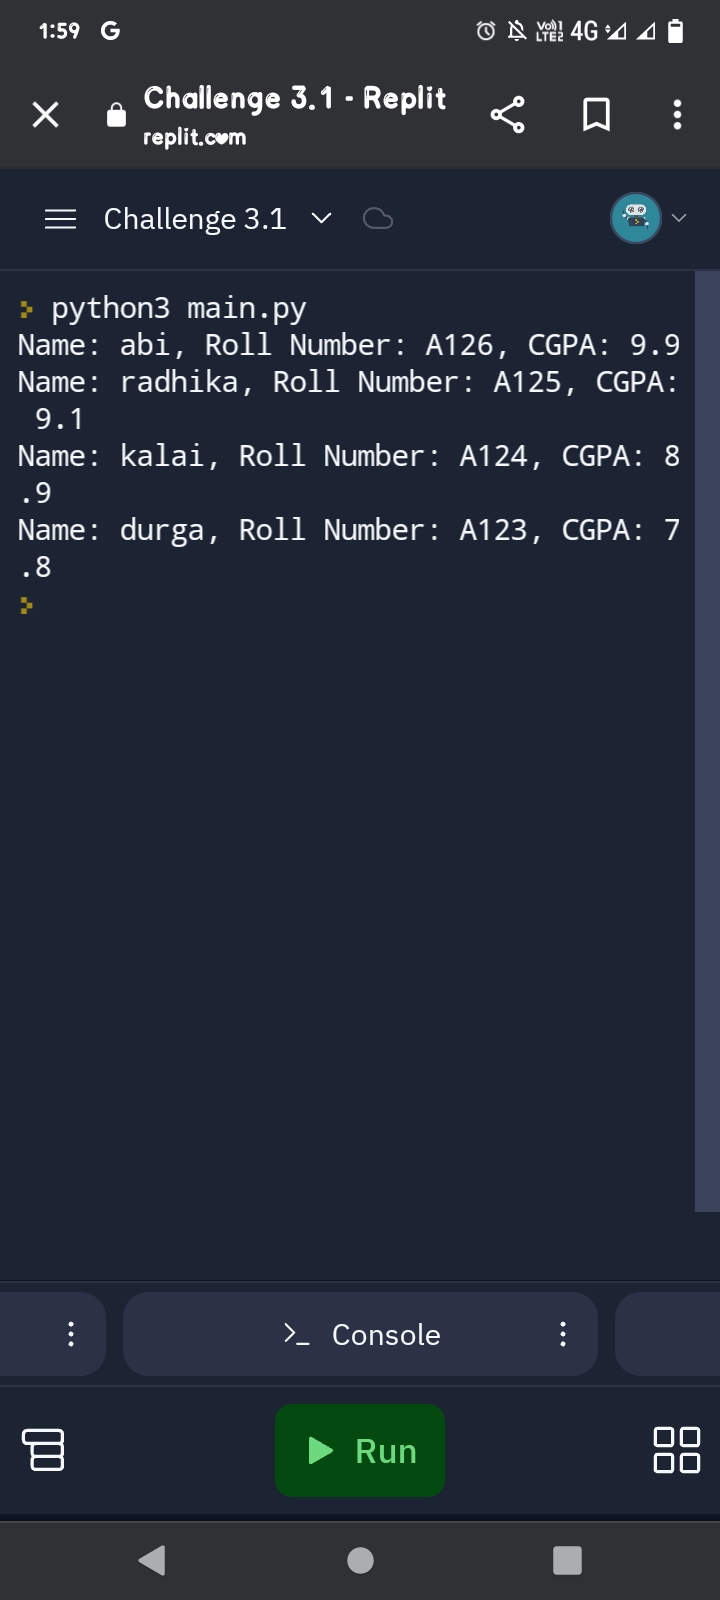 1:59 G Vo)) 1 LTE2 4G
Challenge 3.1 - Replit
replit.com
Challenge 3.1
python3 main.py
Name: abi, Roll Number: A126, CGPA: 9.9
Name: radhika, Roll Number: A125, CGPA:
9.1
Name: kalai, Roll Number: A124, CGPA: 8
.9
Name: durga, Roll Number: A123, CGPA: 7
.8
Console
Run